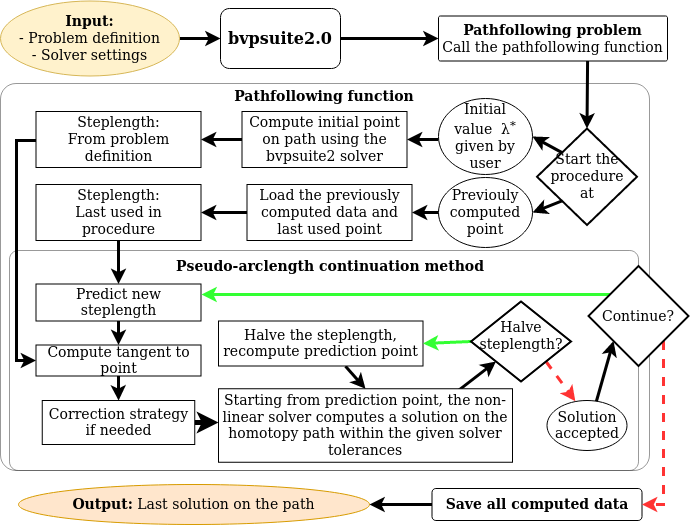 Input:
- Problem definition
- Solver settings
bvpsuite2.0
Pathfollowing problem
Call the pathfollowing function
Pathfollowing function
Steplength:
From problem
definition
Compute initial point
on path using the
bvpsuite2 solver
Initial
value λ*
given by
user
Start the
procedure
at
Steplength:
Last used in
procedure
Load the previously
computed data and
last used point
Previouly
computed
point
Pseudo-arclength continuation method
Predict new
steplength
Continue?
Halve the steplength,
recompute prediction point
Halve
steplength?
Compute tangent to
point
Correction strategy
if needed
Starting from prediction point, the non-
linear solver computes a solution on the
homotopy path within the given solver
tolerances
Solution
accepted
Output: Last solution on the path
Save all computed data